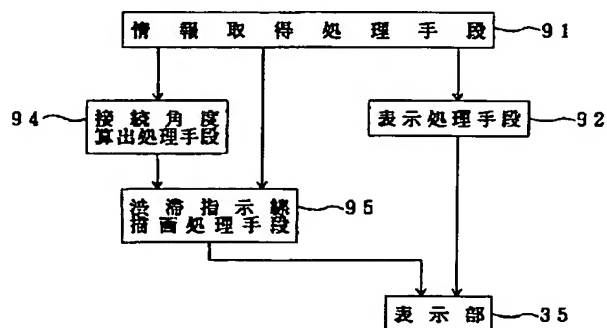 情報取得処理手段 91
94 接続角度
算出処理手段
表示処理手段 92
渋滞指示線
描画処理手段 95
表示部 35